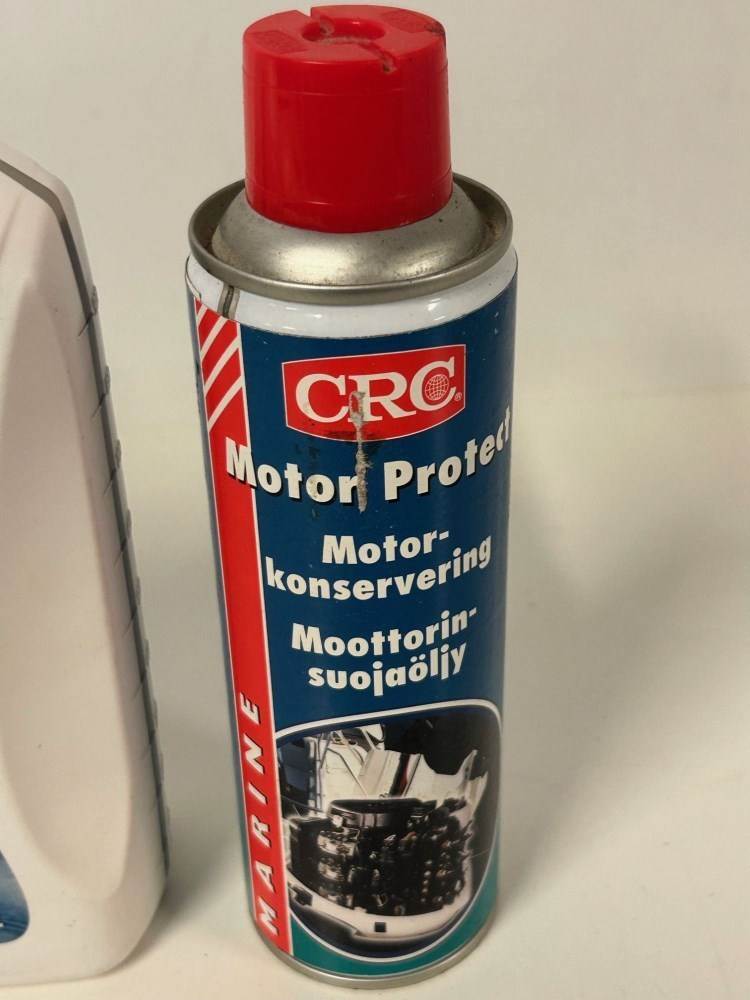 CRC®
Motor Protect
Motor-
konservering
Moottorin-
suojaöljy
MARINE